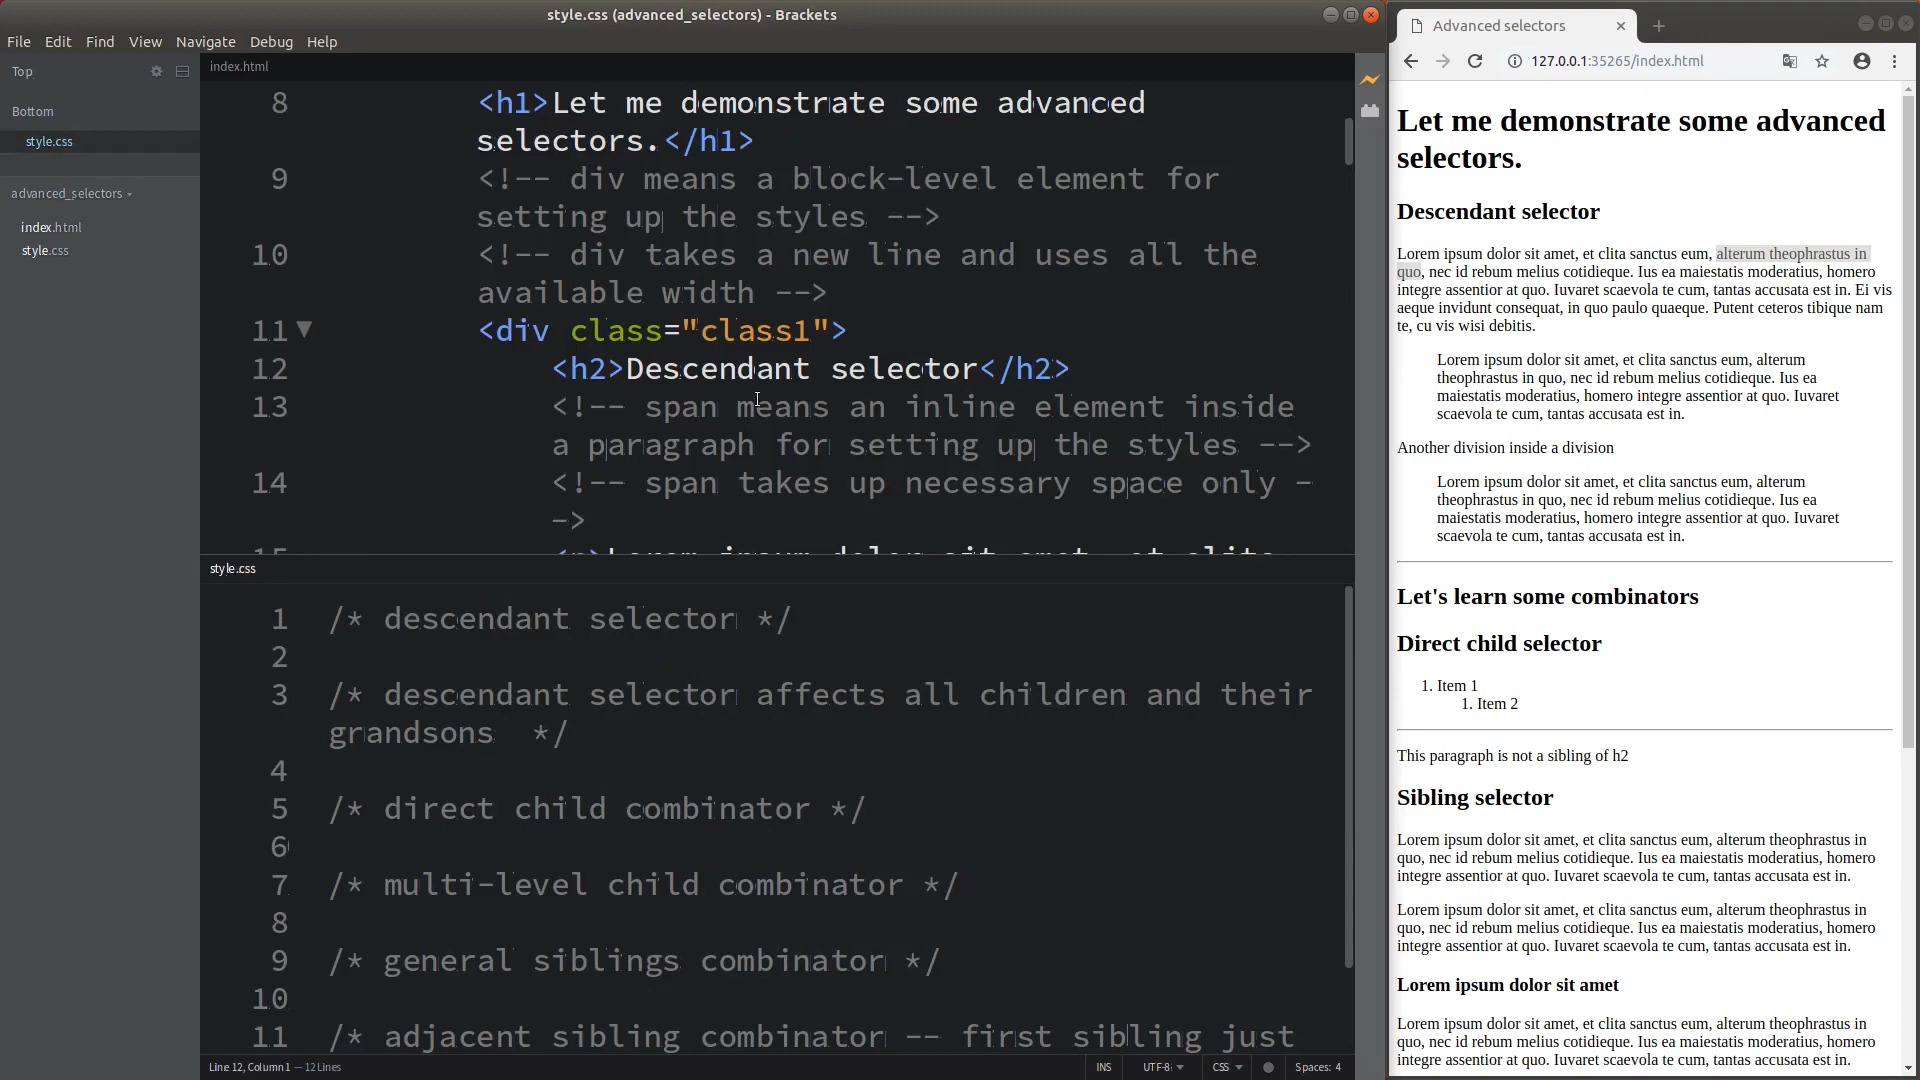 style.css (advanced_selectors) - Brackets
File Edit Find View Navigate Debug Help
Top
Bottom
style.css
advanced_selectors
index.html
style.css
index.html
8 <h1>Let me demonstrate some advanced
selectors.</h1>
9 <!-- div means a block-level element for
setting up the styles -->
10 <!-- div takes a new line and uses all the
available width -->
11 <div class="class1">
12 <h2>Descendant selector</h2>
13 <!-- span means an inline element inside
a paragraph for setting up the styles -->
14 <!-- span takes up necessary space only -
->
15 <p>Lorem ipsum dolor sit amet, et clita
style.css
1 /* descendant selector */
2
3 /* descendant selector affects all children and their
grandsons  */
4
5 /* direct child combinator */
6
7 /* multi-level child combinator */
8
9 /* general siblings combinator */
10
11 /* adjacent sibling combinator -- first sibling just
Line 12, Column 1 — 12 Lines
INS UTF-8 CSS Spaces: 4
Advanced selectors
127.0.0.1:35265/index.html
Let me demonstrate some advanced
selectors.
Descendant selector
Lorem ipsum dolor sit amet, et clita sanctus eum, alterum theophrastus in
quo, nec id rebum melius cotidieque. Ius ea maiestatis moderatius, homero
integre assentior at quo. Iuvaret scaevola te cum, tantas accusata est in. Ei vis
aeque invidunt consequat, in quo paulo quaeque. Putent ceteros tibique nam
te, cu vis wisi debitis.
Lorem ipsum dolor sit amet, et clita sanctus eum, alterum
theophrastus in quo, nec id rebum melius cotidieque. Ius ea
maiestatis moderatius, homero integre assentior at quo. Iuvaret
scaevola te cum, tantas accusata est in.
Another division inside a division
Lorem ipsum dolor sit amet, et clita sanctus eum, alterum
theophrastus in quo, nec id rebum melius cotidieque. Ius ea
maiestatis moderatius, homero integre assentior at quo. Iuvaret
scaevola te cum, tantas accusata est in.
Let's learn some combinators
Direct child selector
1. Item 1
1. Item 2
This paragraph is not a sibling of h2
Sibling selector
Lorem ipsum dolor sit amet, et clita sanctus eum, alterum theophrastus in
quo, nec id rebum melius cotidieque. Ius ea maiestatis moderatius, homero
integre assentior at quo. Iuvaret scaevola te cum, tantas accusata est in.
Lorem ipsum dolor sit amet, et clita sanctus eum, alterum theophrastus in
quo, nec id rebum melius cotidieque. Ius ea maiestatis moderatius, homero
integre assentior at quo. Iuvaret scaevola te cum, tantas accusata est in.
Lorem ipsum dolor sit amet
Lorem ipsum dolor sit amet, et clita sanctus eum, alterum theophrastus in
quo, nec id rebum melius cotidieque. Ius ea maiestatis moderatius, homero
integre assentior at quo. Iuvaret scaevola te cum, tantas accusata est in.